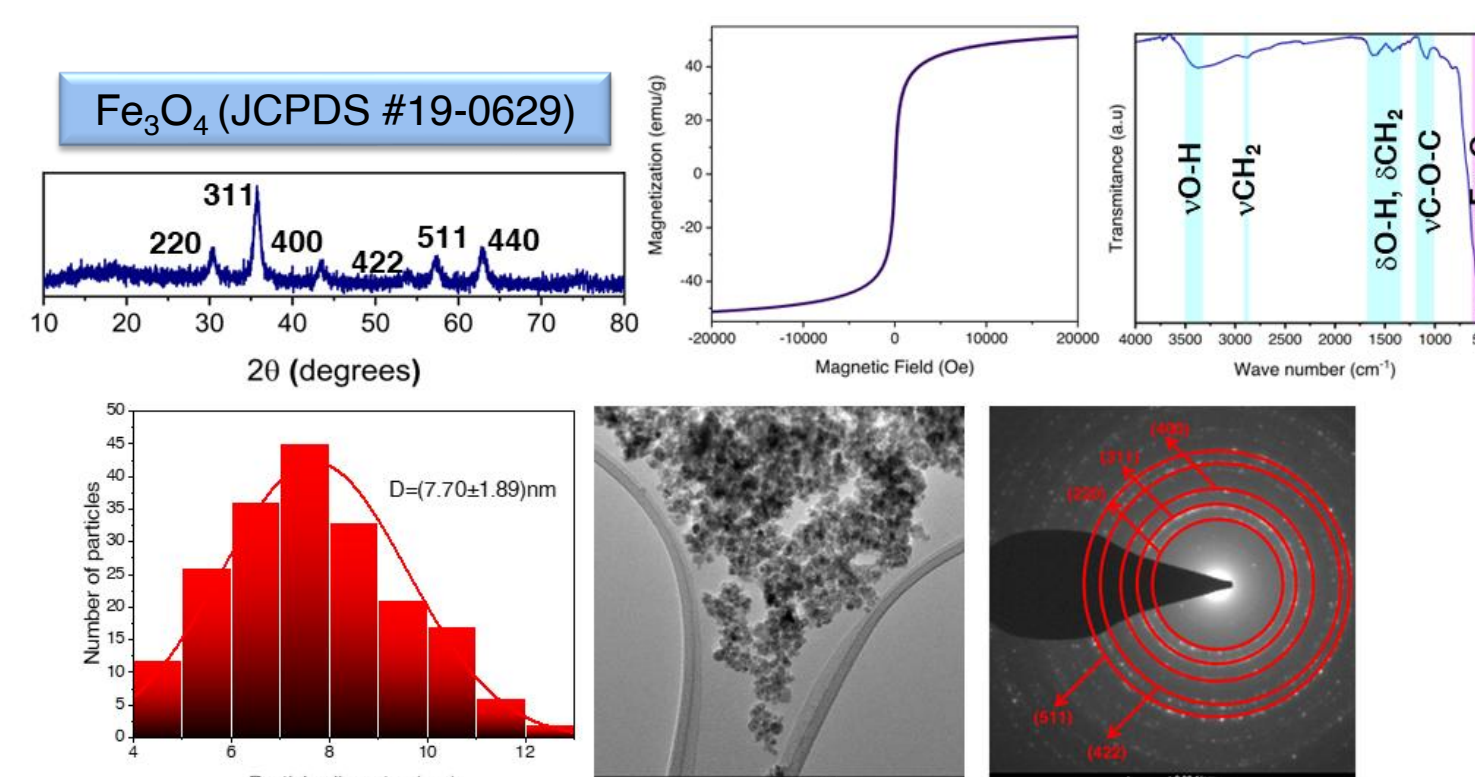 Fe₃O₄ (JCPDS #19-0629)
311
220
400
422
511
440
10 20 30 40 50 60 70 80
2θ (degrees)
Magnetization (emu/g)
40
20
0
-20
-40
-20000 -10000 0 10000 20000
Magnetic Field (Oe)
Transmitance (a.u)
νO-H
νCH₂
δO-H, δCH₂
νC-O-C
4000 3500 3000 2500 2000 1500 1000
Wave number (cm⁻¹)
Number of particles
50
45
40
35
30
25
20
15
10
5
0
D=(7.70±1.89)nm
4 6 8 10 12
(400)
(311)
(220)
(511)
(422)